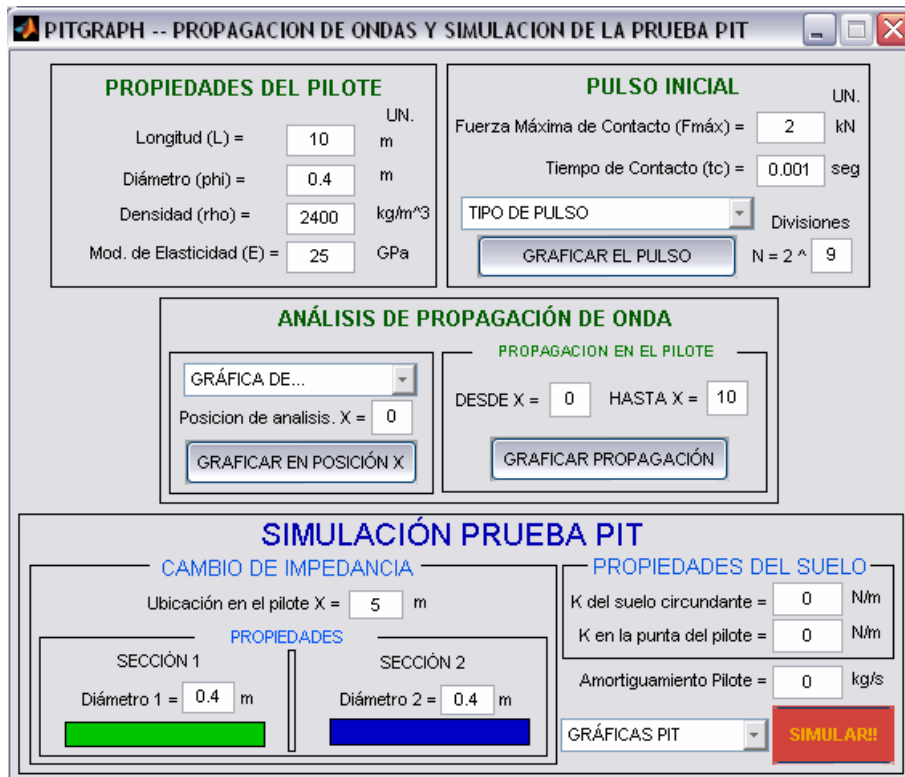 PITGRAPH -- PROPAGACION DE ONDAS Y SIMULACION DE LA PRUEBA PIT
PROPIEDADES DEL PILOTE
UN.
Longitud (L) = 10 m
Diámetro (phi) = 0.4 m
Densidad (rho) = 2400 kg/m^3
Mod. de Elasticidad (E) = 25 GPa
PULSO INICIAL
UN.
Fuerza Máxima de Contacto (Fmáx) = 2 kN
Tiempo de Contacto (tc) = 0.001 seg
TIPO DE PULSO
Divisiones
GRAFICAR EL PULSO N = 2 ^ 9
ANÁLISIS DE PROPAGACIÓN DE ONDA
GRÁFICA DE...
Posicion de analisis. X = 0
GRAFICAR EN POSICIÓN X
PROPAGACION EN EL PILOTE
DESDE X = 0 HASTA X = 10
GRAFICAR PROPAGACIÓN
SIMULACIÓN PRUEBA PIT
CAMBIO DE IMPEDANCIA
Ubicación en el pilote X = 5 m
PROPIEDADES
SECCIÓN 1
Diámetro 1 = 0.4 m
SECCIÓN 2
Diámetro 2 = 0.4 m
PROPIEDADES DEL SUELO
K del suelo circundante = 0 N/m
K en la punta del pilote = 0 N/m
Amortiguamiento Pilote = 0 kg/s
GRÁFICAS PIT
SIMULAR!!